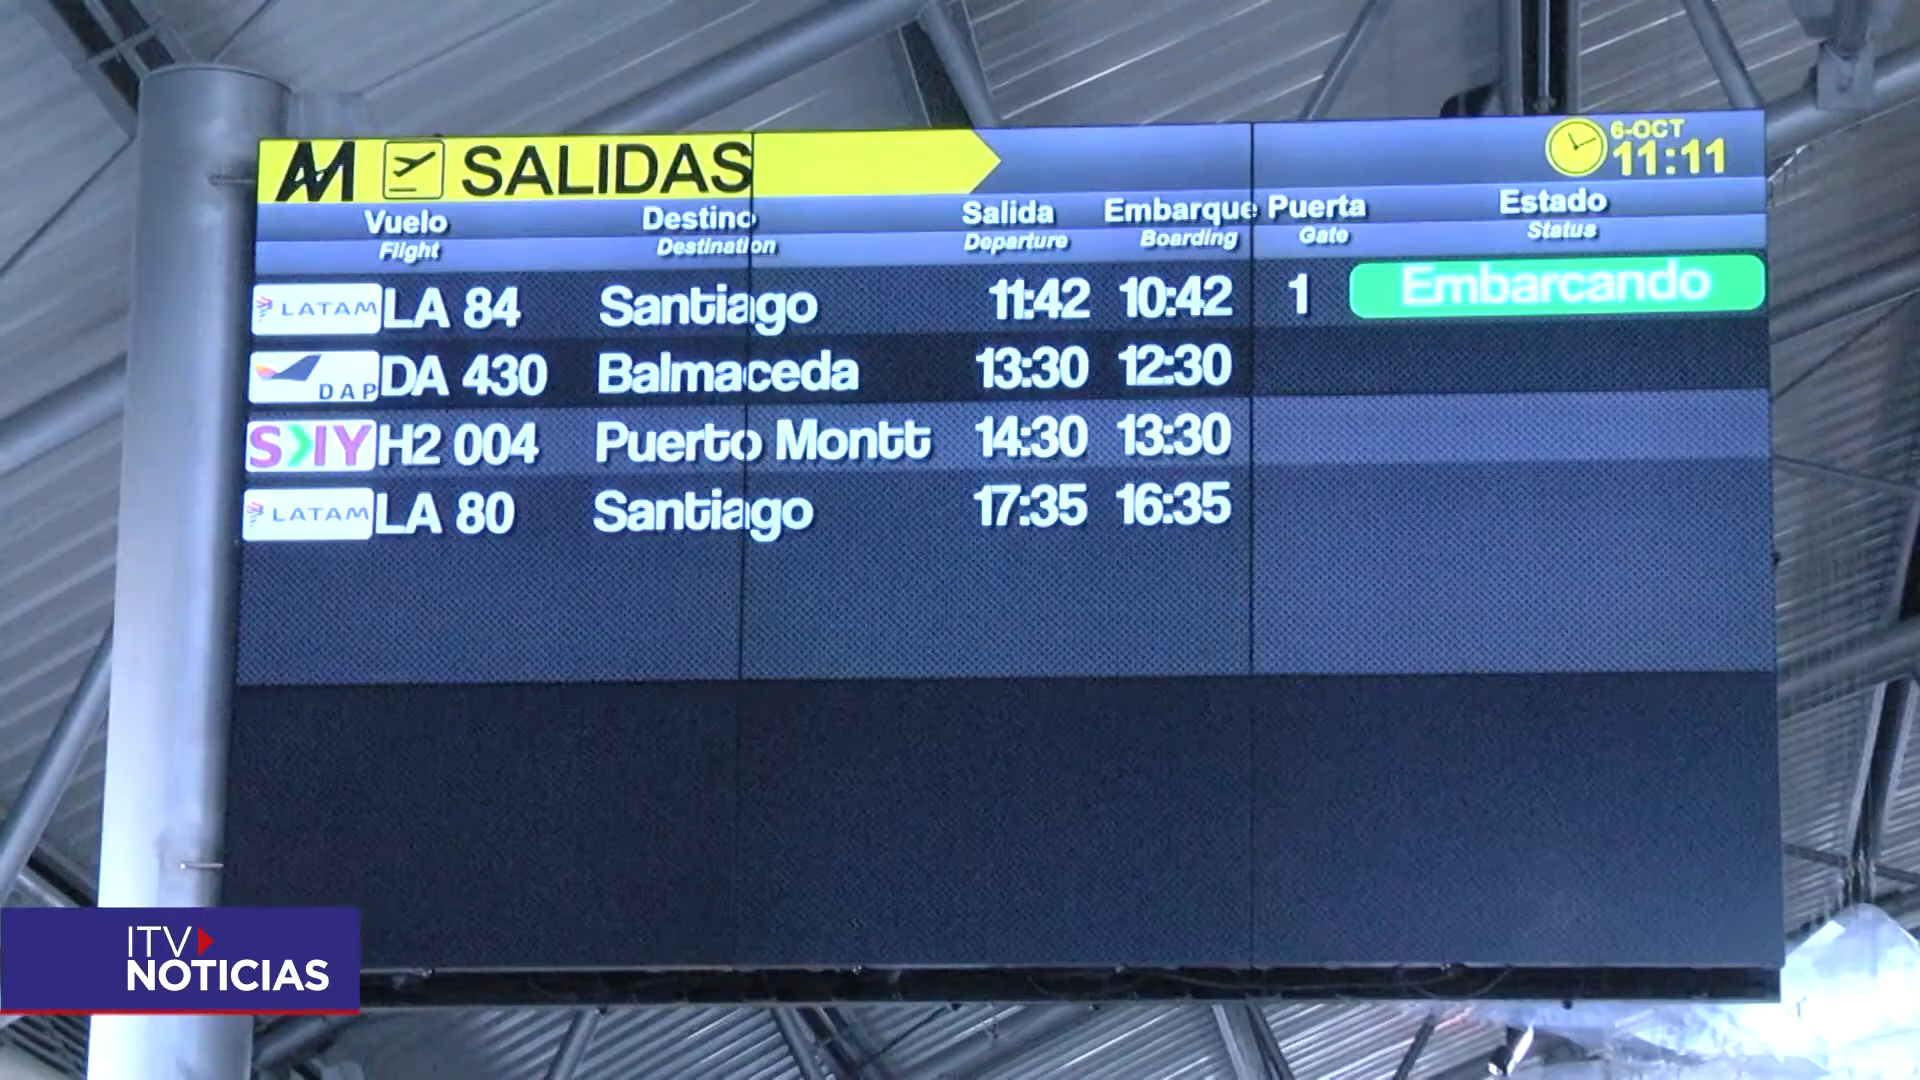 SALIDAS
6-OCT
11:11
Vuelo Destino Salida Embarque Puerta Estado
Flight Destination Departure Boarding Gate Status
LATAM LA 84 Santiago 11:42 10:42 1 Embarcando
DAP DA 430 Balmaceda 13:30 12:30
SKY H2 004 Puerto Montt 14:30 13:30
LATAM LA 80 Santiago 17:35 16:35
ITV
NOTICIAS